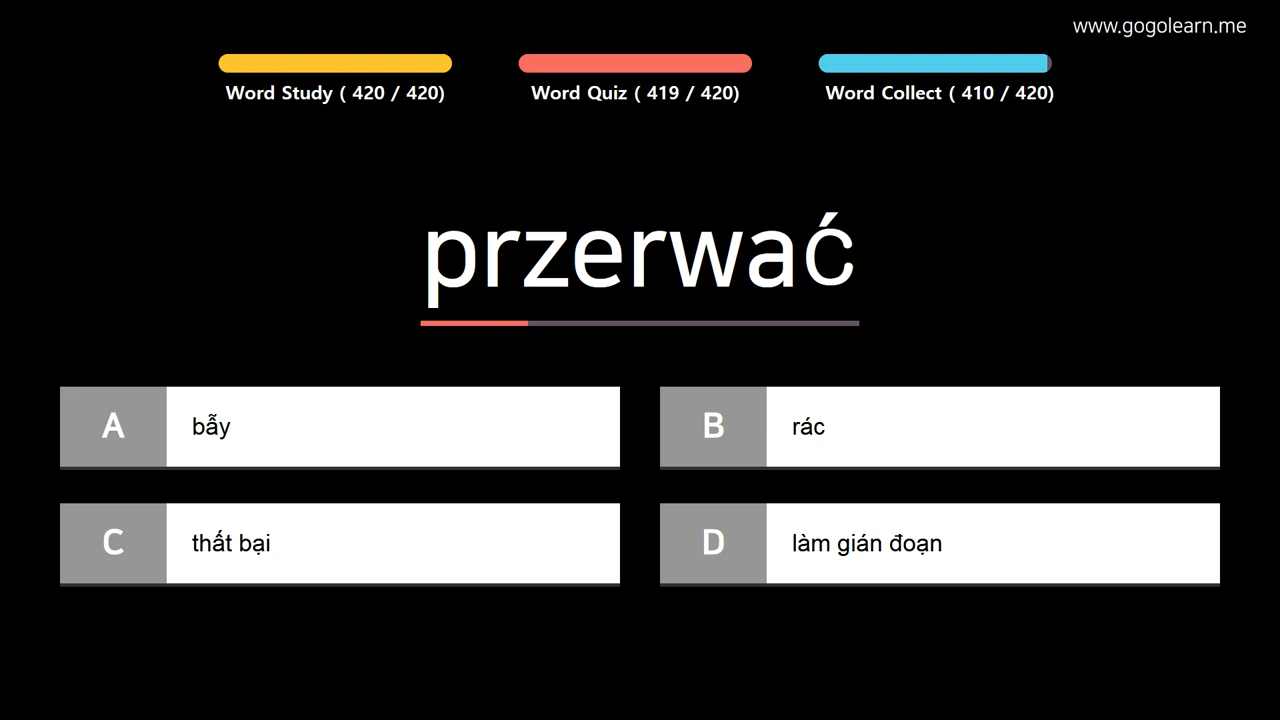 www.gogolearn.me
Word Study ( 420 / 420)
Word Quiz ( 419 / 420)
Word Collect ( 410 / 420)
przerwać
A
bẫy
B
rác
C
thất bại
D
làm gián đoạn